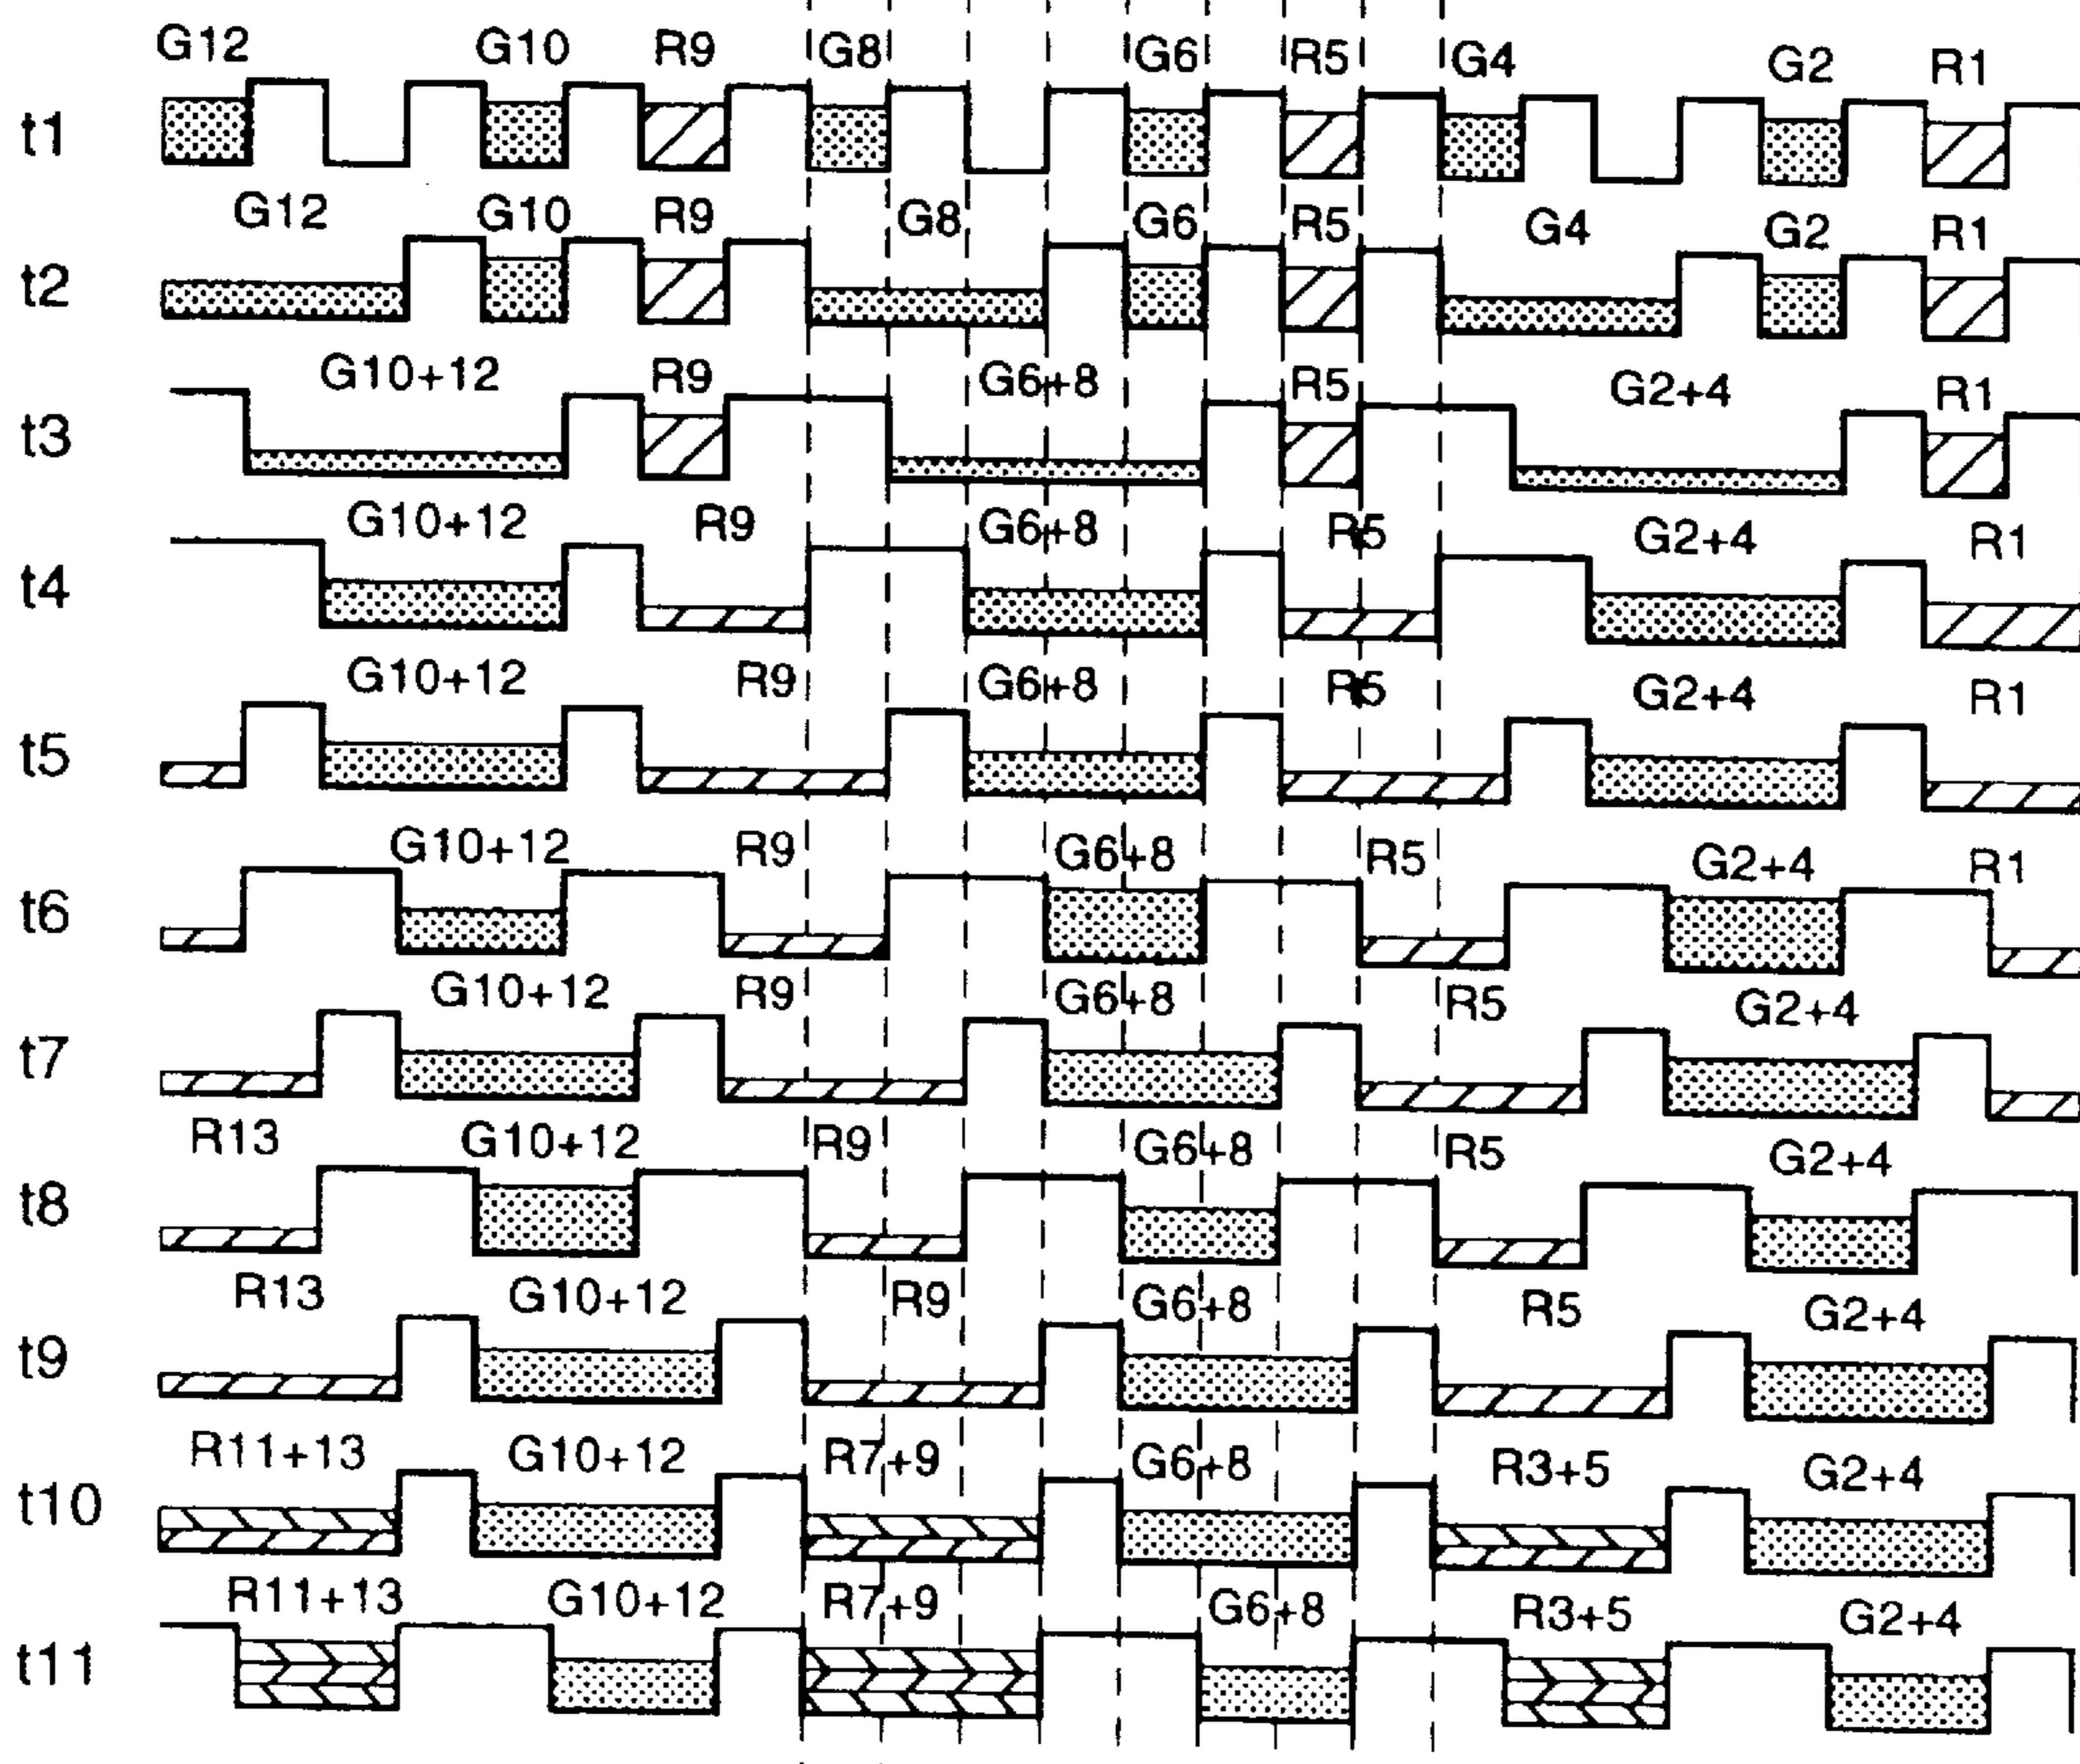 G12 G10 R9 G8 G6 R5 G4 G2 R1
t1
G12 G10 R9 G8 G6 R5 G4 G2 R1
t2
G10+12 R9 G6+8 R5 G2+4 R1
t3
G10+12 R9 G6+8 R5 G2+4 R1
t4
G10+12 R9 G6+8 R5 G2+4 R1
t5
G10+12 R9 G6+8 R5 G2+4 R1
t6
G10+12 R9 G6+8 R5 G2+4
t7
R13 G10+12 R9 G6+8 R5 G2+4
t8
R13 G10+12 R9 G6+8 R5 G2+4
t9
R11+13 G10+12 R7+9 G6+8 R3+5 G2+4
t10
R11+13 G10+12 R7+9 G6+8 R3+5 G2+4
t11